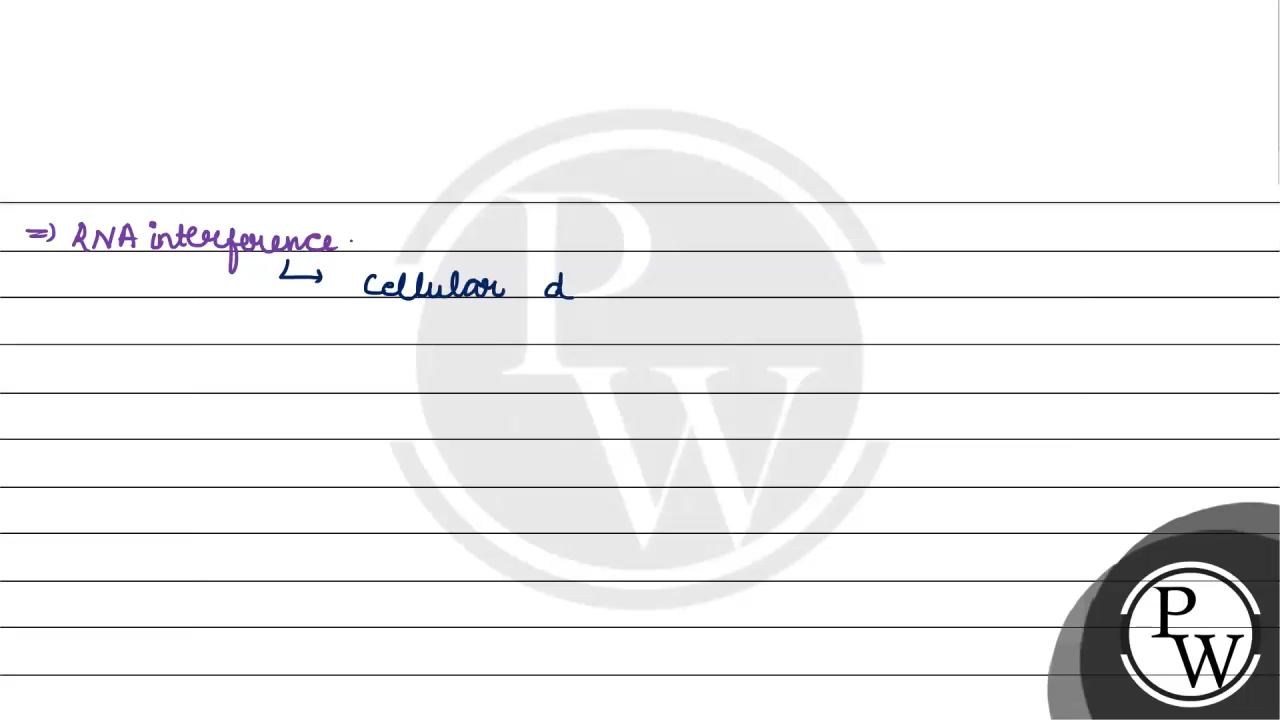 ⇒ RNA interference.
↳ Cellular d
P
W
P
W